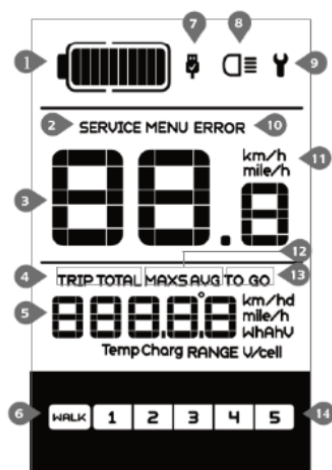 7
8
1
9
2 SERVICE MENU ERROR 10
km/h 11
mile/h
3 88.8
12
4 TRIP TOTAL MAXS AVG TO GO 13
5 88888 km/hd
mile/h
WhAhV
Temp Charg RANGE V/cell
6 WALK 1 2 3 4 5 14